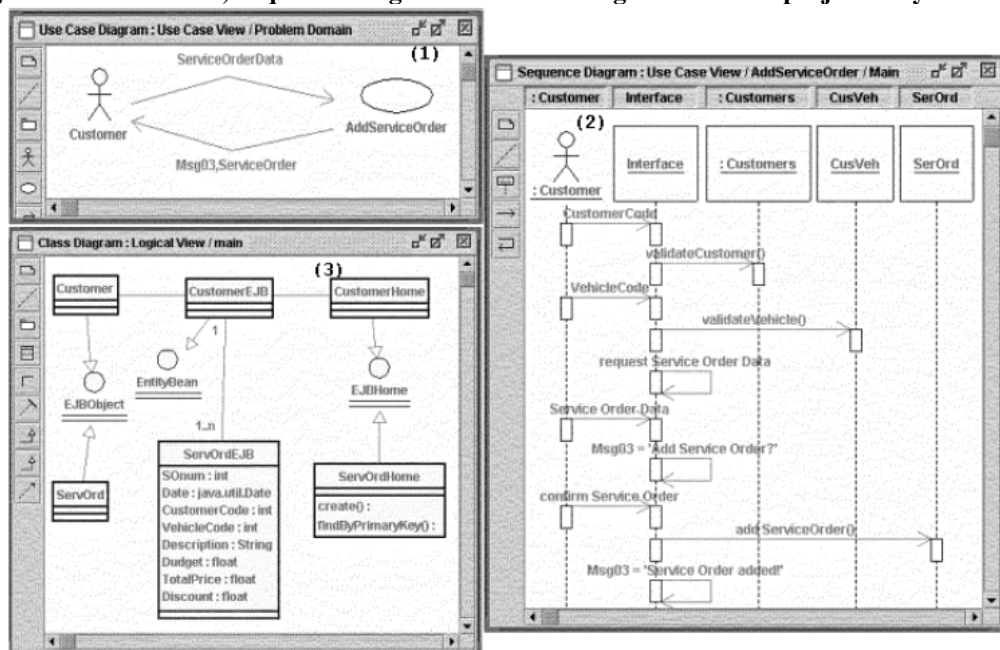 Use Case Diagram : Use Case View / Problem Domain
(1)
ServiceOrderData
Customer
AddServiceOrder
Msg03,ServiceOrder
Class Diagram : Logical View / main
(3)
Customer
CustomerEJB
CustomerHome
1
EntityBean
EJBObject
EJBHome
1..n
ServOrdEJB
SOnum : int
Date : java.util.Date
CustomerCode : int
VehicleCode : int
Description : String
Dudget : float
TotalPrice : float
Discount : float
ServOrd
ServOrdHome
create() :
findByPrimaryKey() :
Sequence Diagram : Use Case View / AddServiceOrder / Main
: Customer Interface : Customers CusVeh SerOrd
(2)
: Customer
Interface
: Customers
CusVeh
SerOrd
CustomerCode
validateCustomer()
VehicleCode
validateVehicle()
request Service Order Data
Service Order Data
Msg03 = 'Add Service Order?'
confirm Service Order
add ServiceOrder()
Msg03 = 'Service Order added!'